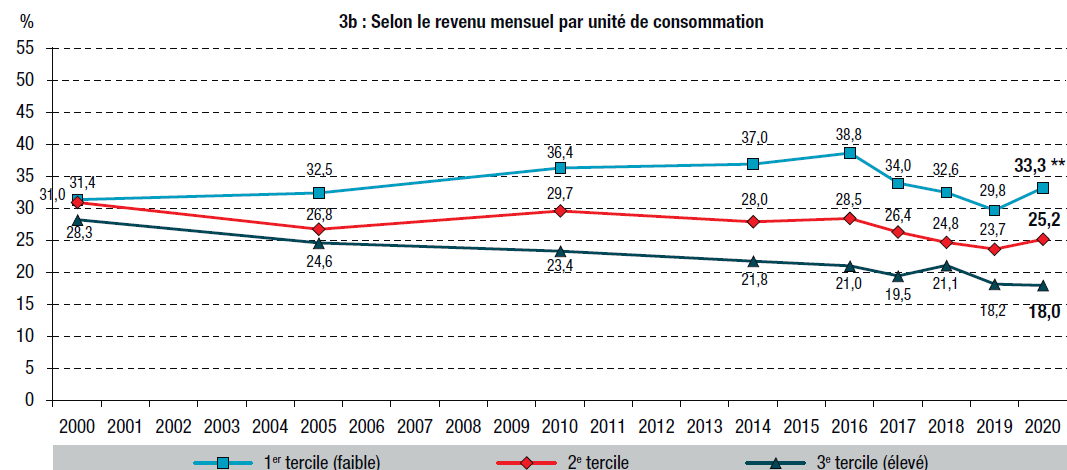 % 3b : Selon le revenu mensuel par unité de consommation
55
50
45
40
35
30
25
20
15
10
5
0
31,4 32,5 36,4 37,0 38,8 34,0 32,6 29,8 33,3 **
31,0 26,8 29,7 28,0 28,5 26,4 24,8 23,7 25,2
28,3 24,6 23,4 21,8 21,0 19,5 21,1 18,2 18,0
2000 2001 2002 2003 2004 2005 2006 2007 2008 2009 2010 2011 2012 2013 2014 2015 2016 2017 2018 2019 2020
1er tercile (faible) 2e tercile 3e tercile (élevé)